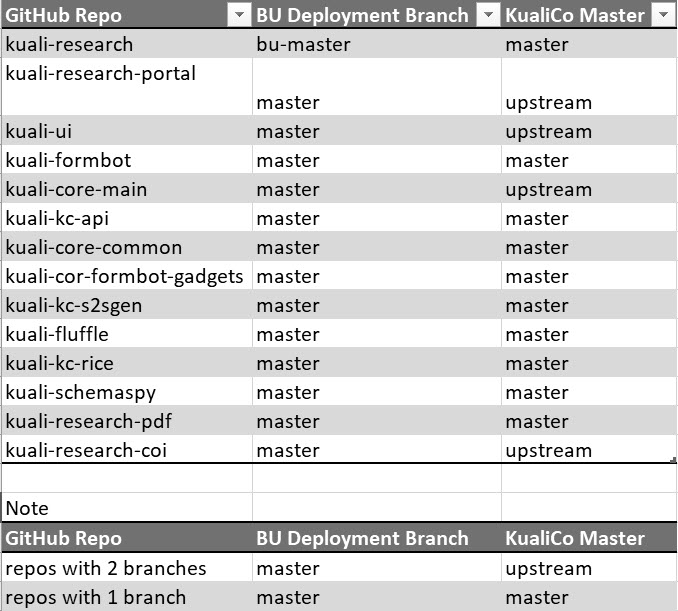 GitHub Repo BU Deployment Branch KualiCo Master
kuali-research bu-master master
kuali-research-portal master upstream
kuali-ui master upstream
kuali-formbot master master
kuali-core-main master upstream
kuali-kc-api master master
kuali-core-common master master
kuali-cor-formbot-gadgets master master
kuali-kc-s2sgen master master
kuali-fluffle master master
kuali-kc-rice master master
kuali-schemaspy master master
kuali-research-pdf master master
kuali-research-coi master upstream
Note
GitHub Repo BU Deployment Branch KualiCo Master
repos with 2 branches master upstream
repos with 1 branch master master